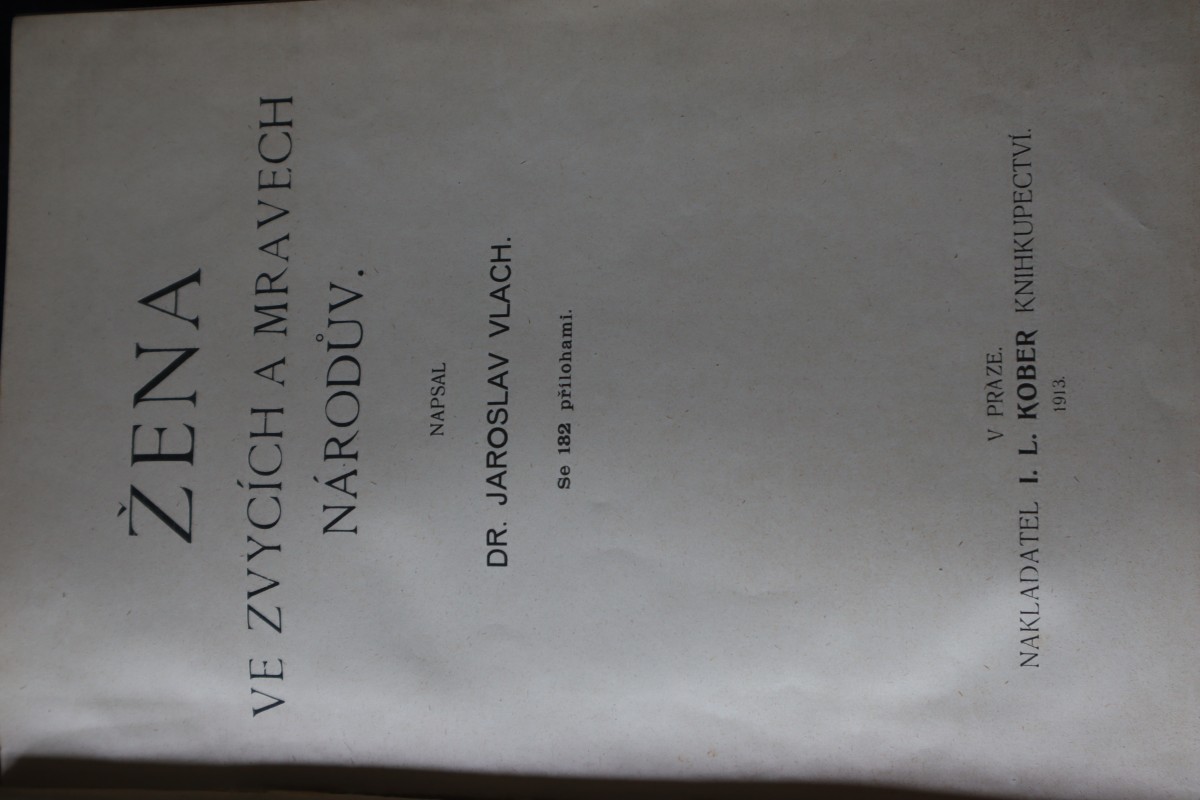 ŽENA
VE ZVYCÍCH A MRAVECH
NÁRODŮV.
NAPSAL
DR. JAROSLAV VLACH.
Se 182 přílohami.
V PRAZE.
NAKLADATEL I. L. KOBER KNIHKUPECTVÍ.
1913.